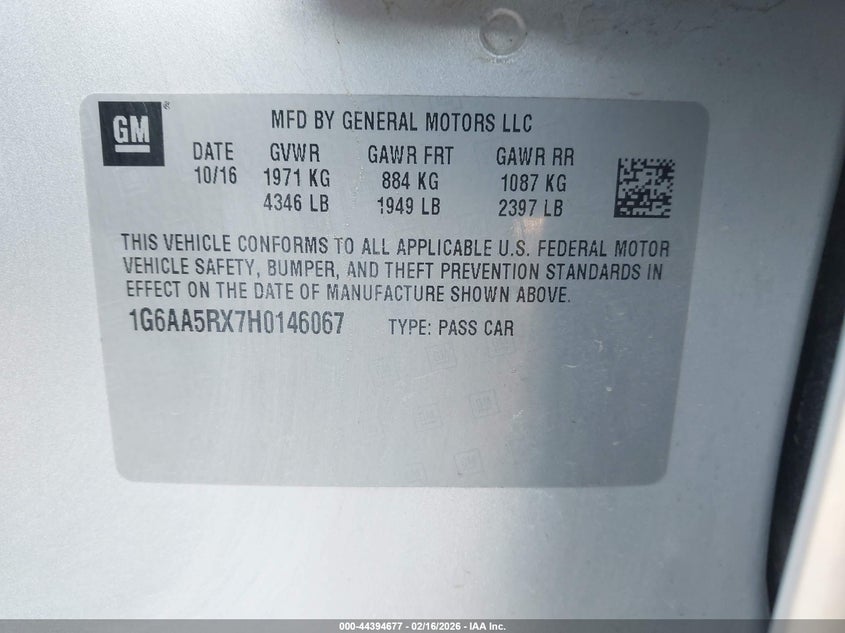 GM ®
MFD BY GENERAL MOTORS LLC
DATE GVWR GAWR FRT GAWR RR
10/16 1971 KG 884 KG 1087 KG
4346 LB 1949 LB 2397 LB
THIS VEHICLE CONFORMS TO ALL APPLICABLE U.S. FEDERAL MOTOR
VEHICLE SAFETY, BUMPER, AND THEFT PREVENTION STANDARDS IN
EFFECT ON THE DATE OF MANUFACTURE SHOWN ABOVE.
1G6AA5RX7H0146067 TYPE: PASS CAR
000-44394677 - 02/16/2026 - IAA Inc.